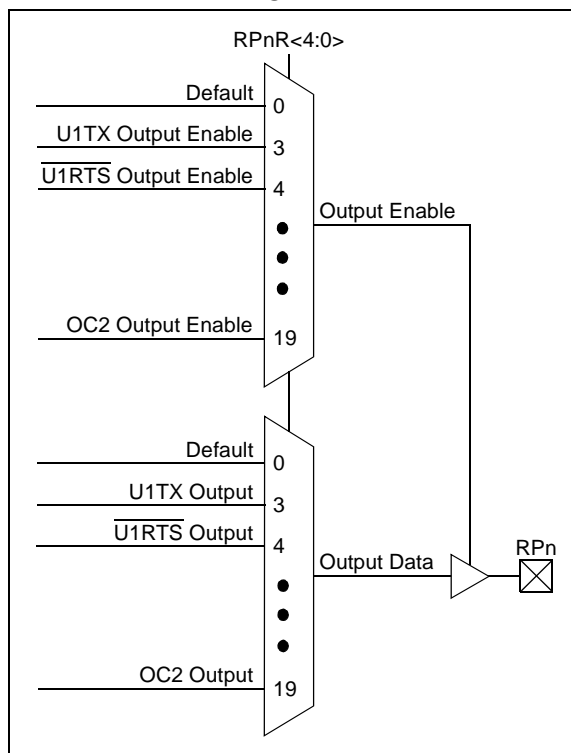 RPnR<4:0>
Default
0
U1TX Output Enable
3
U1RTS Output Enable
4
Output Enable
OC2 Output Enable
19
Default
0
U1TX Output
3
U1RTS Output
4
Output Data
RPn
OC2 Output
19